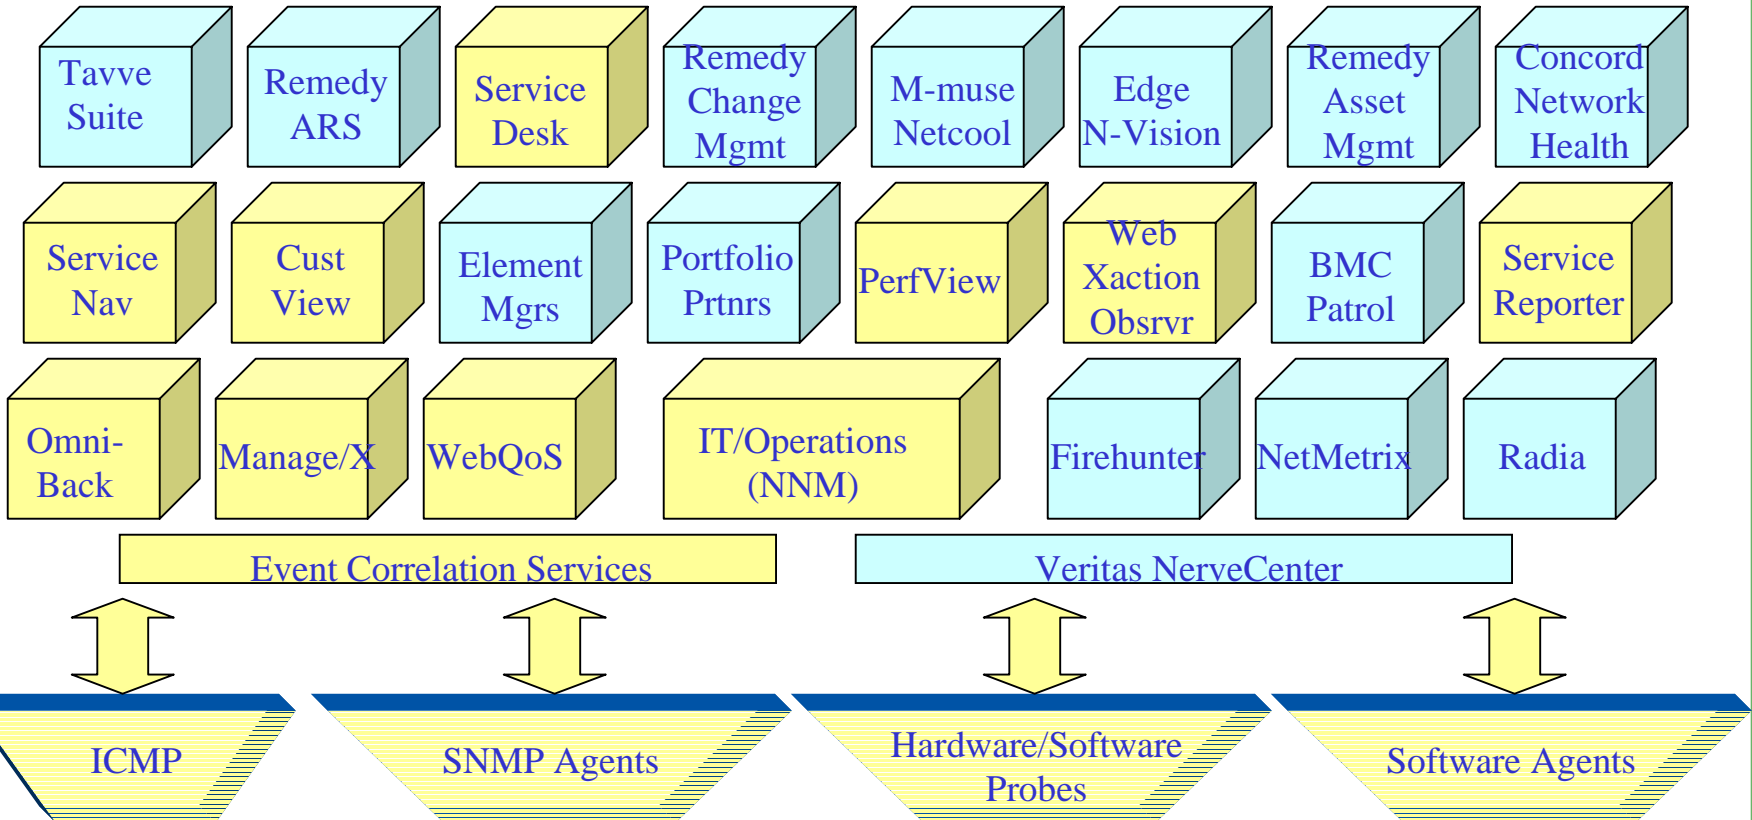 Tavve
Suite
Remedy
ARS
Service
Desk
Remedy
Change
Mgmt
M-muse
Netcool
Edge
N-Vision
Remedy
Asset
Mgmt
Concord
Network
Health
Service
Nav
Cust
View
Element
Mgrs
Portfolio
Prtnrs
PerfView
Web
Xaction
Obsrvr
BMC
Patrol
Service
Reporter
Omni-
Back
Manage/X
WebQoS
IT/Operations
(NNM)
Firehunter
NetMetrix
Radia
Event Correlation Services
Veritas NerveCenter
ICMP
SNMP Agents
Hardware/Software
Probes
Software Agents